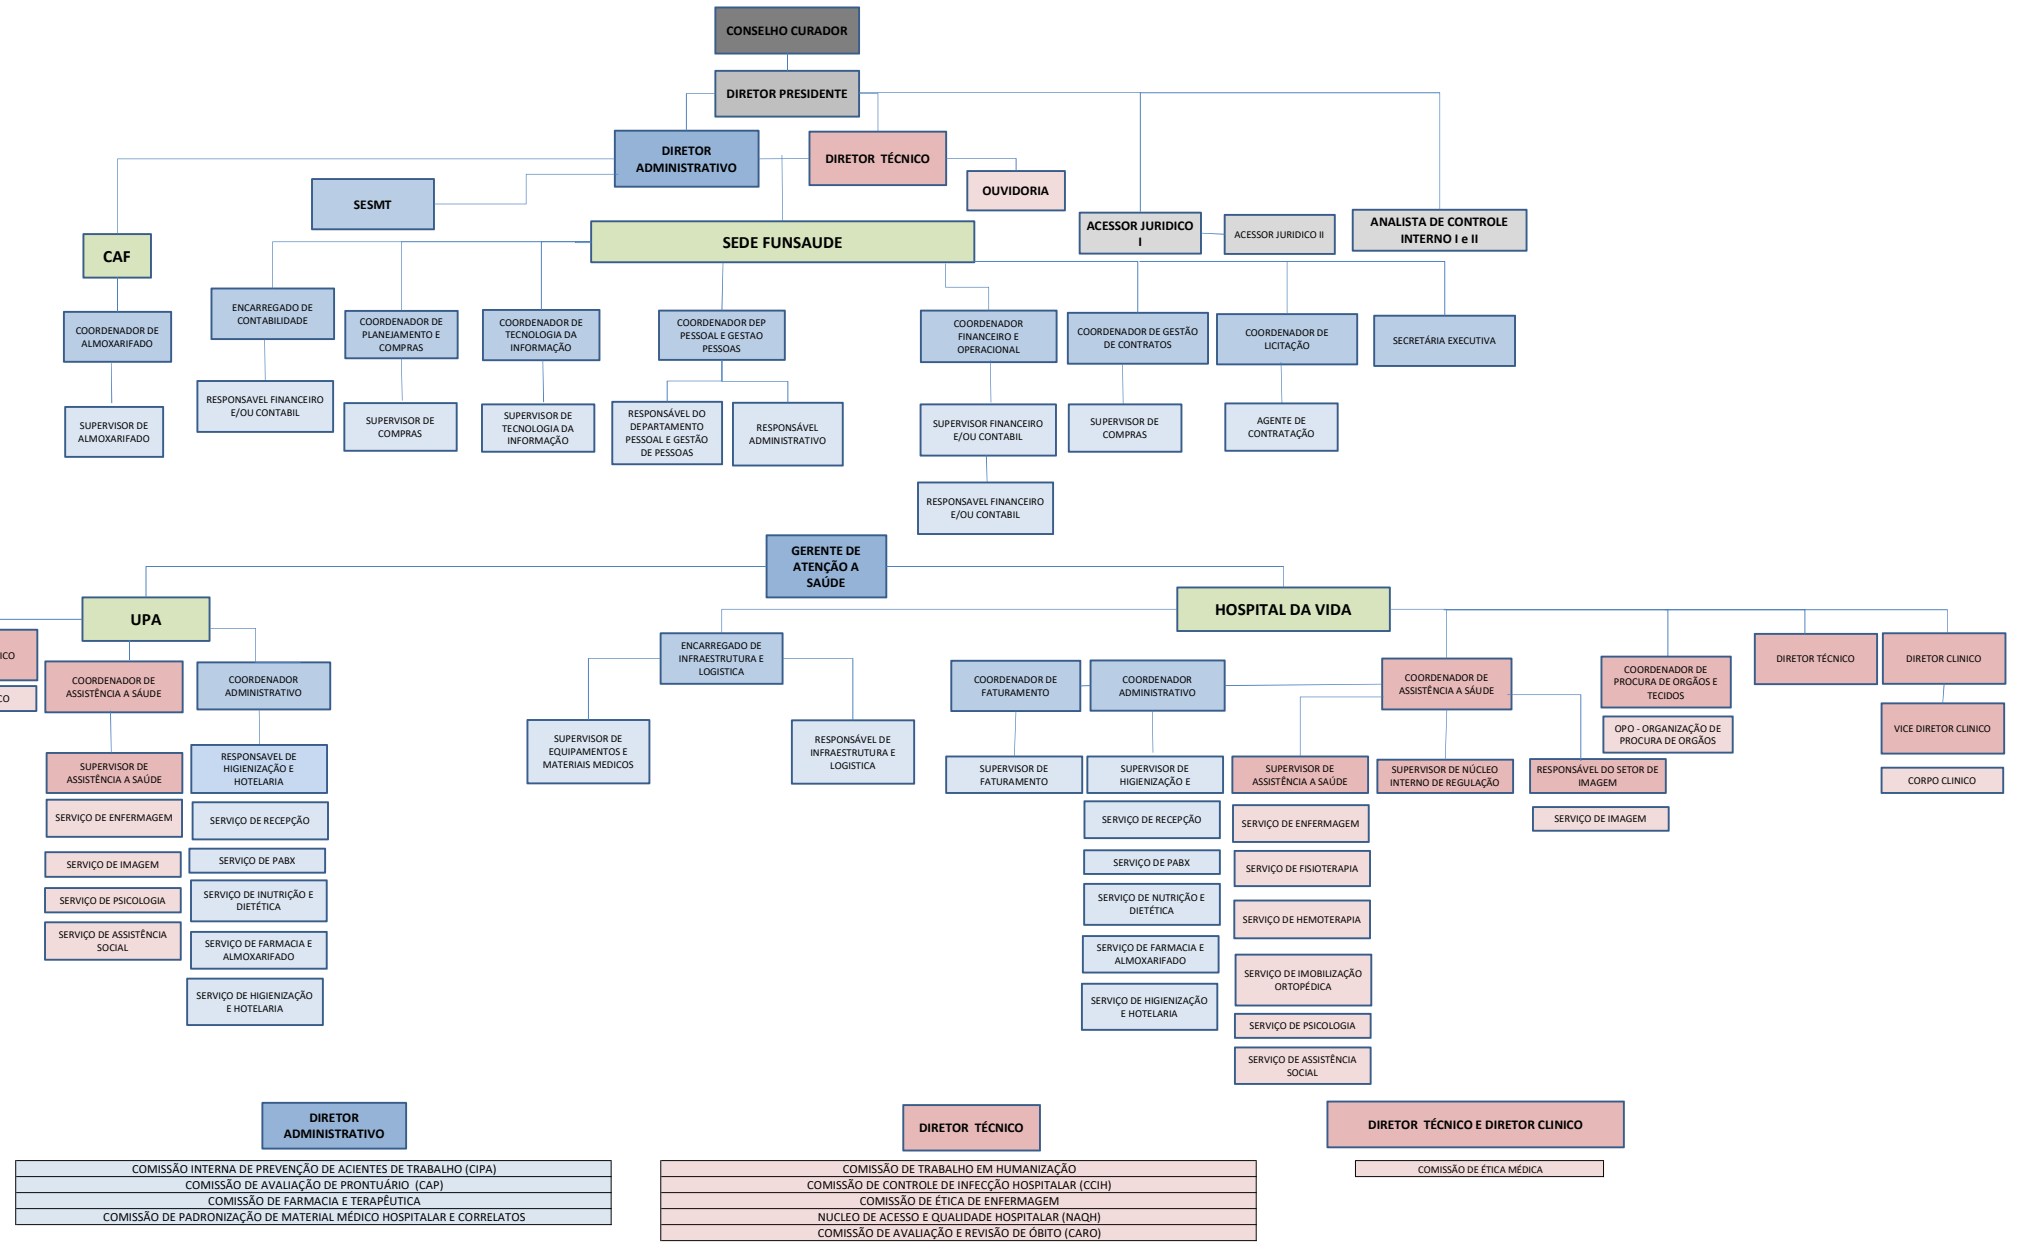 CONSELHO CURADOR
DIRETOR PRESIDENTE
DIRETOR
ADMINISTRATIVO
DIRETOR TÉCNICO
OUVIDORIA
SESMT
ACESSOR JURIDICO
I
ACESSOR JURIDICO II
ANALISTA DE CONTROLE
INTERNO I e II
SEDE FUNSAUDE
CAF
COORDENADOR DE
ALMOXARIFADO
SUPERVISOR DE
ALMOXARIFADO
ENCARREGADO DE
CONTABILIDADE
RESPONSAVEL FINANCEIRO
E/OU CONTABIL
COORDENADOR DE
PLANEJAMENTO E
COMPRAS
SUPERVISOR DE
COMPRAS
COORDENADOR DE
TECNOLOGIA DA
INFORMAÇÃO
SUPERVISOR DE
TECNOLOGIA DA
INFORMAÇÃO
COORDENADOR DEP
PESSOAL E GESTAO
PESSOAS
RESPONSÁVEL DO
DEPARTAMENTO
PESSOAL E GESTÃO
DE PESSOAS
RESPONSÁVEL
ADMINISTRATIVO
COORDENADOR
FINANCEIRO E
OPERACIONAL
SUPERVISOR FINANCEIRO
E/OU CONTABIL
RESPONSAVEL FINANCEIRO
E/OU CONTABIL
COORDENADOR DE GESTÃO
DE CONTRATOS
SUPERVISOR DE
COMPRAS
COORDENADOR DE
LICITAÇÃO
AGENTE DE
CONTRATAÇÃO
SECRETÁRIA EXECUTIVA
GERENTE DE
ATENÇÃO A
SAÚDE
UPA
ICO
CO
COORDENADOR DE
ASSISTÊNCIA A SÁUDE
COORDENADOR
ADMINISTRATIVO
SUPERVISOR DE
ASSISTÊNCIA A SAÚDE
RESPONSAVEL DE
HIGIENIZAÇÃO E
HOTELARIA
SERVIÇO DE ENFERMAGEM
SERVIÇO DE IMAGEM
SERVIÇO DE PSICOLOGIA
SERVIÇO DE ASSISTÊNCIA
SOCIAL
SERVIÇO DE RECEPÇÃO
SERVIÇO DE PABX
SERVIÇO DE INUTRIÇÃO E
DIETÉTICA
SERVIÇO DE FARMACIA E
ALMOXARIFADO
SERVIÇO DE HIGIENIZAÇÃO
E HOTELARIA
HOSPITAL DA VIDA
ENCARREGADO DE
INFRAESTRUTURA E
LOGISTICA
SUPERVISOR DE
EQUIPAMENTOS E
MATERIAIS MEDICOS
RESPONSÁVEL DE
INFRAESTRUTURA E
LOGISTICA
COORDENADOR DE
FATURAMENTO
COORDENADOR
ADMINISTRATIVO
COORDENADOR DE
ASSISTÊNCIA A SAÚDE
COORDENADOR DE
PROCURA DE ORGÃOS E
TECIDOS
OPO - ORGANIZAÇÃO DE
PROCURA DE ORGÃOS
DIRETOR TÉCNICO
DIRETOR CLINICO
VICE DIRETOR CLINICO
CORPO CLINICO
SUPERVISOR DE
FATURAMENTO
SUPERVISOR DE
HIGIENIZAÇÃO E
SUPERVISOR DE
ASSISTÊNCIA A SAÚDE
SUPERVISOR DE NÚCLEO
INTERNO DE REGULAÇÃO
RESPONSÁVEL DO SETOR DE
IMAGEM
SERVIÇO DE IMAGEM
SERVIÇO DE RECEPÇÃO
SERVIÇO DE PABX
SERVIÇO DE NUTRIÇÃO E
DIETÉTICA
SERVIÇO DE FARMACIA E
ALMOXARIFADO
SERVIÇO DE HIGIENIZAÇÃO
E HOTELARIA
SERVIÇO DE ENFERMAGEM
SERVIÇO DE FISIOTERAPIA
SERVIÇO DE HEMOTERAPIA
SERVIÇO DE IMOBILIZAÇÃO
ORTOPÉDICA
SERVIÇO DE PSICOLOGIA
SERVIÇO DE ASSISTÊNCIA
SOCIAL
DIRETOR
ADMINISTRATIVO
COMISSÃO INTERNA DE PREVENÇÃO DE ACIENTES DE TRABALHO (CIPA)
COMISSÃO DE AVALIAÇÃO DE PRONTUÁRIO (CAP)
COMISSÃO DE FARMACIA E TERAPÊUTICA
COMISSÃO DE PADRONIZAÇÃO DE MATERIAL MÉDICO HOSPITALAR E CORRELATOS
DIRETOR TÉCNICO
COMISSÃO DE TRABALHO EM HUMANIZAÇÃO
COMISSÃO DE CONTROLE DE INFECÇÃO HOSPITALAR (CCIH)
COMISSÃO DE ÉTICA DE ENFERMAGEM
NUCLEO DE ACESSO E QUALIDADE HOSPITALAR (NAQH)
COMISSÃO DE AVALIAÇÃO E REVISÃO DE ÓBITO (CARO)
DIRETOR TÉCNICO E DIRETOR CLINICO
COMISSÃO DE ÉTICA MÉDICA